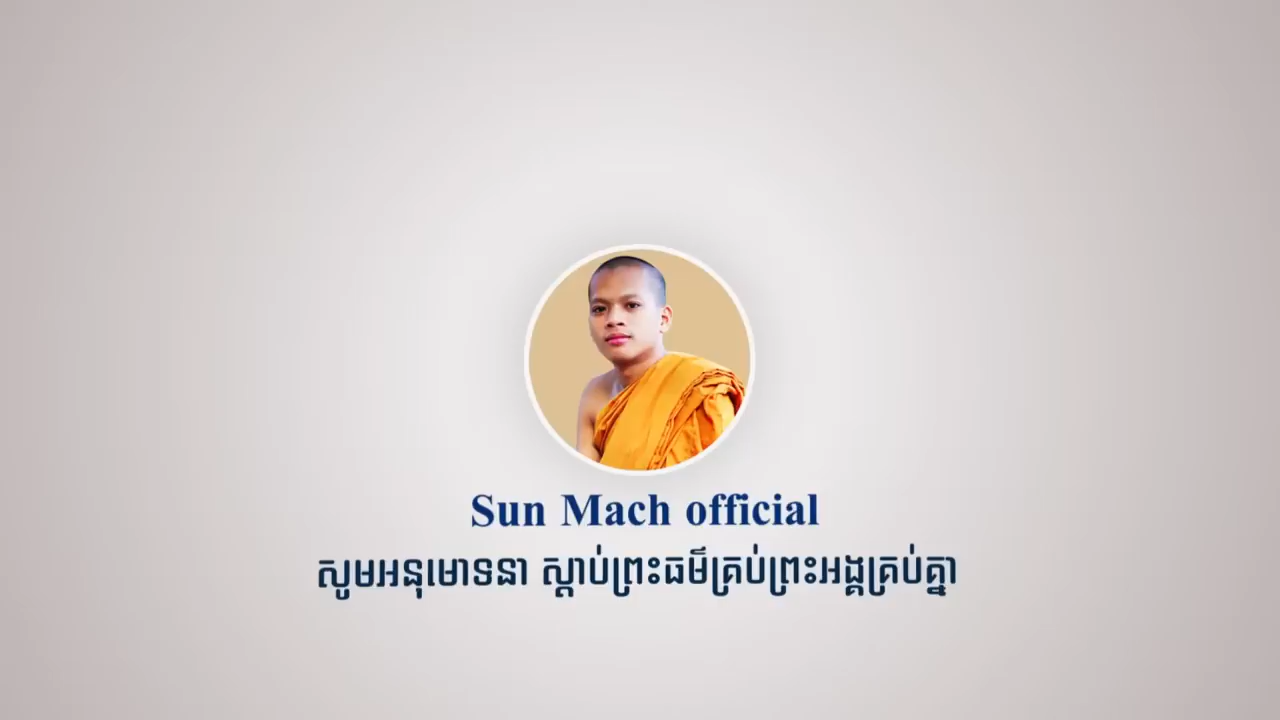 Sun Mach official
សូមអនុមោទនា ស្តាប់ព្រះធម៌គ្រប់ព្រះអង្គគ្រប់គ្នា